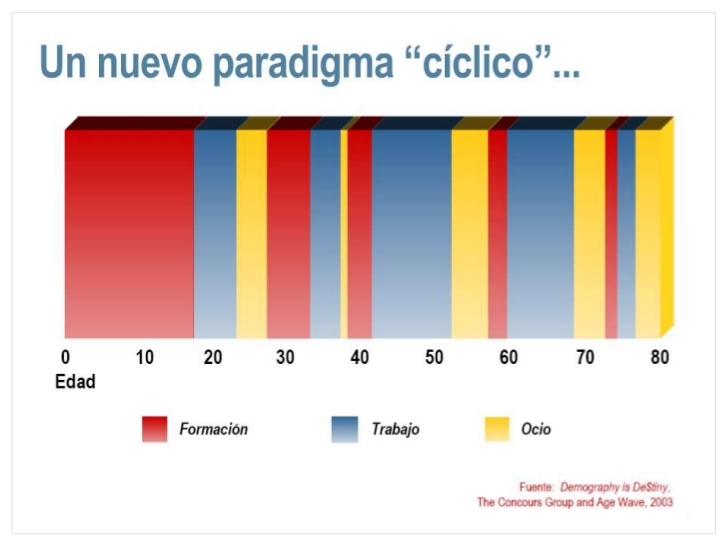 Un nuevo paradigma “cíclico”...
0 10 20 30 40 50 60 70 80
Edad
Formación Trabajo Ocio
Fuente: Demography is De$tiny,
The Concours Group and Age Wave, 2003